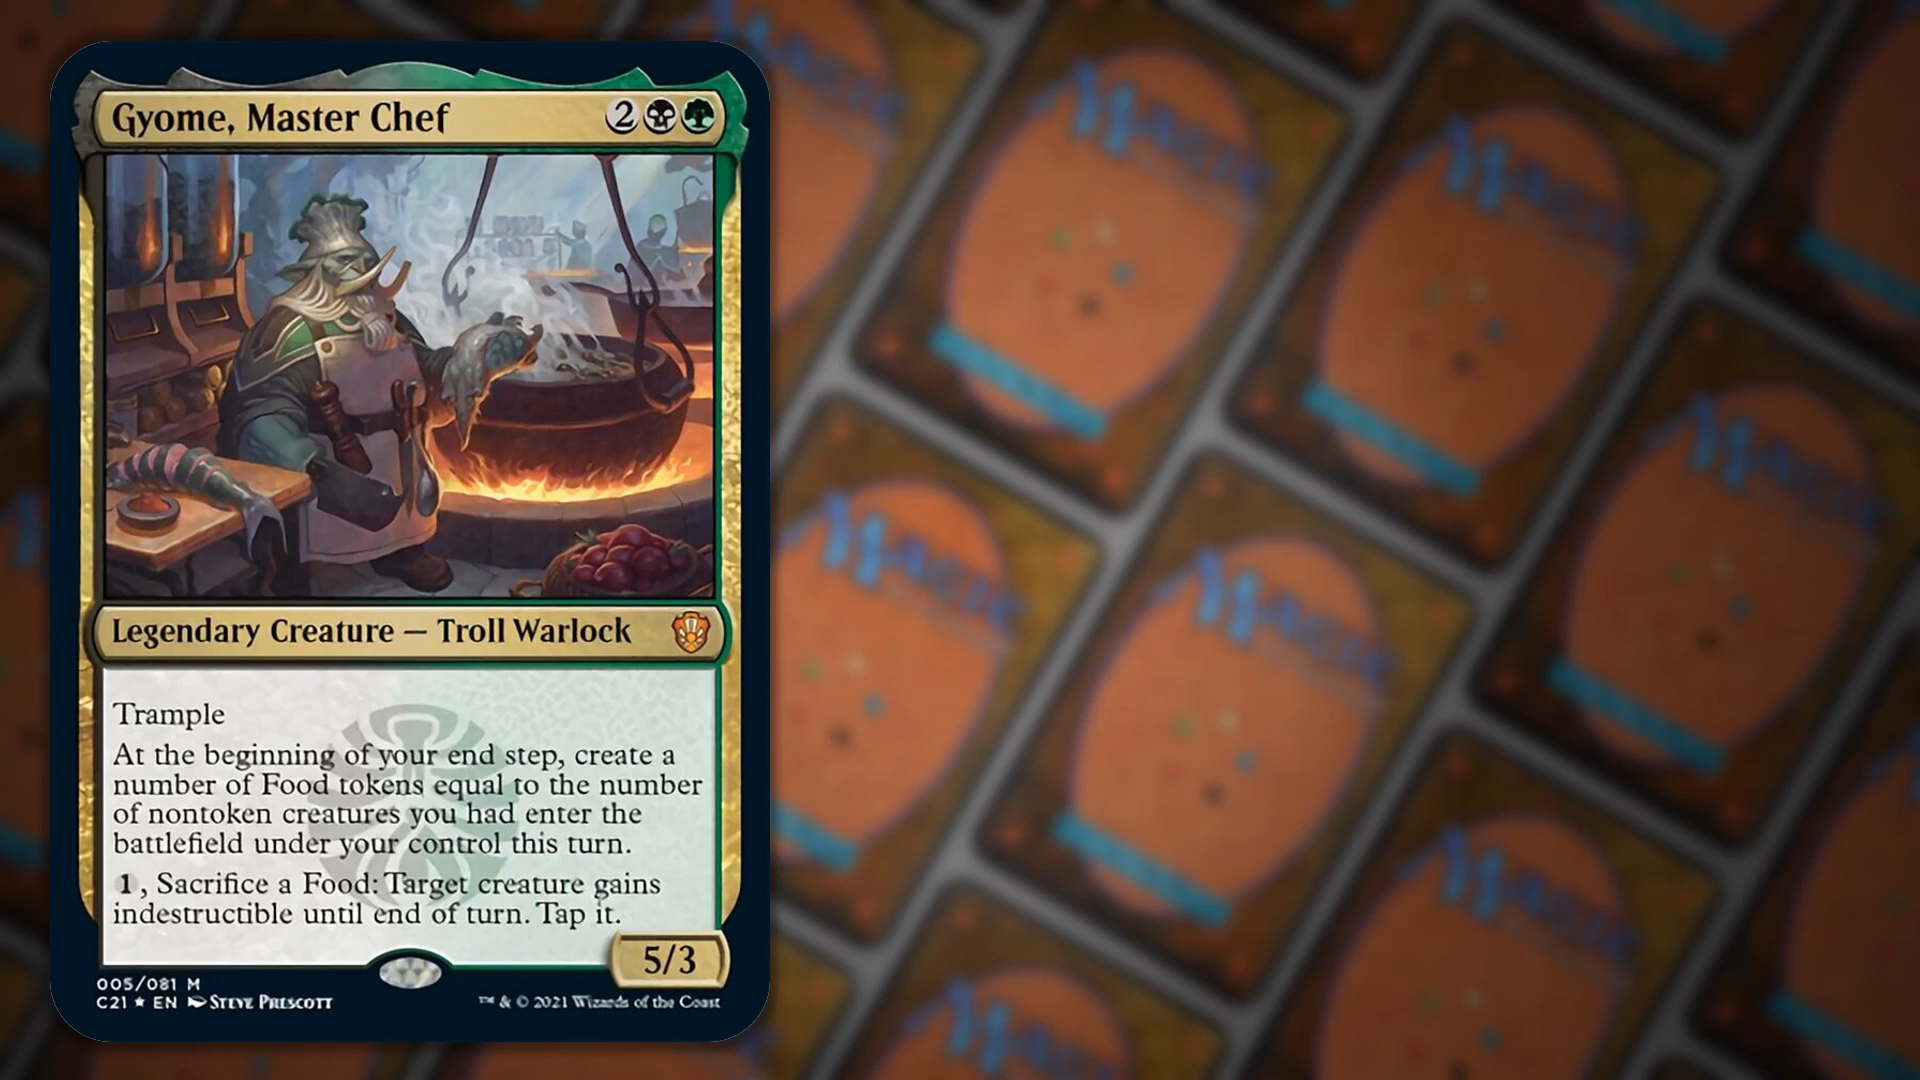 Gyome, Master Chef 2
Legendary Creature — Troll Warlock
Trample
At the beginning of your end step, create a
number of Food tokens equal to the number
of nontoken creatures you had enter the
battlefield under your control this turn.
1, Sacrifice a Food: Target creature gains
indestructible until end of turn. Tap it.
5/3
005/081 M
C21 ★ EN STEVE PRESCOTT
™ & © 2021 Wizards of the Coast